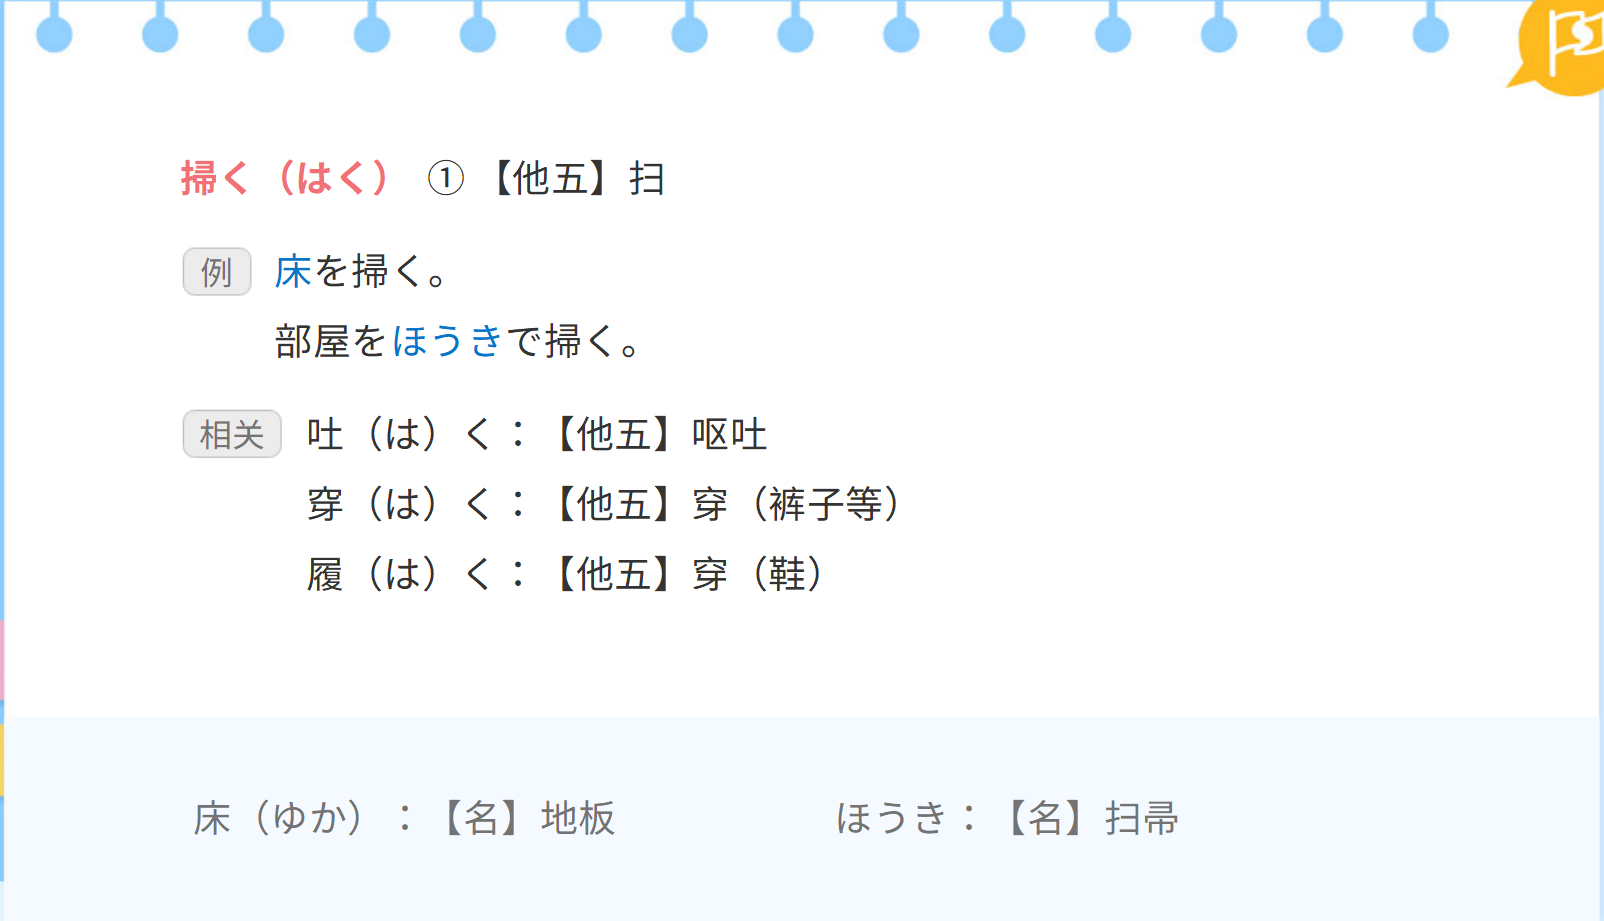 掃く（はく） ①【他五】扫
例 床を掃く。
部屋をほうきで掃く。
相关 吐（は）く：【他五】呕吐
穿（は）く：【他五】穿（裤子等）
履（は）く：【他五】穿（鞋）
床（ゆか）：【名】地板 ほうき：【名】扫帚